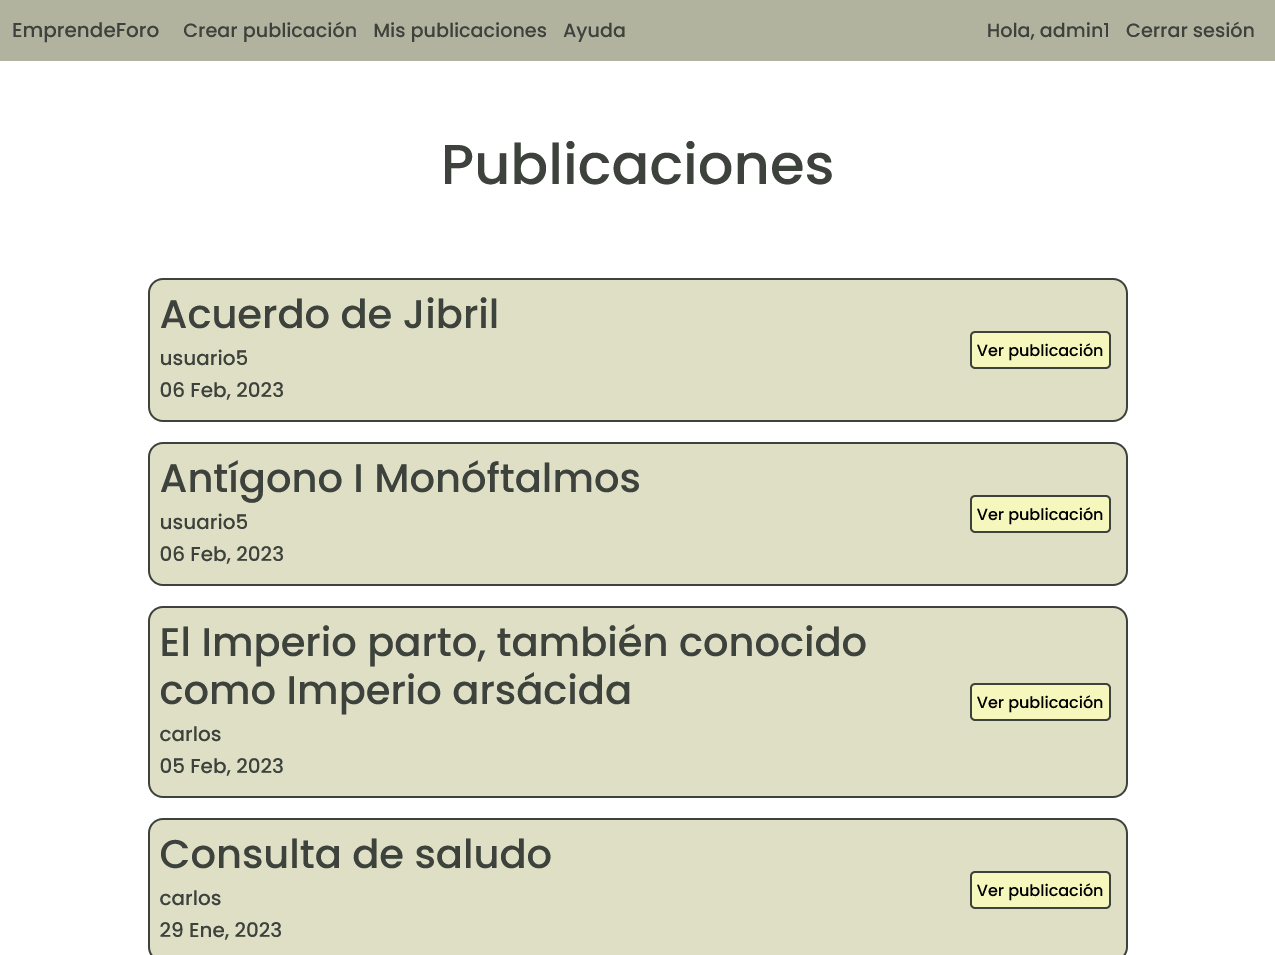 EmprendeForo Crear publicación Mis publicaciones Ayuda Hola, admin1 Cerrar sesión
Publicaciones
Acuerdo de Jibril
usuario5
06 Feb, 2023
Ver publicación
Antígono I Monóftalmos
usuario5
06 Feb, 2023
Ver publicación
El Imperio parto, también conocido
como Imperio arsácida
carlos
05 Feb, 2023
Ver publicación
Consulta de saludo
carlos
29 Ene, 2023
Ver publicación